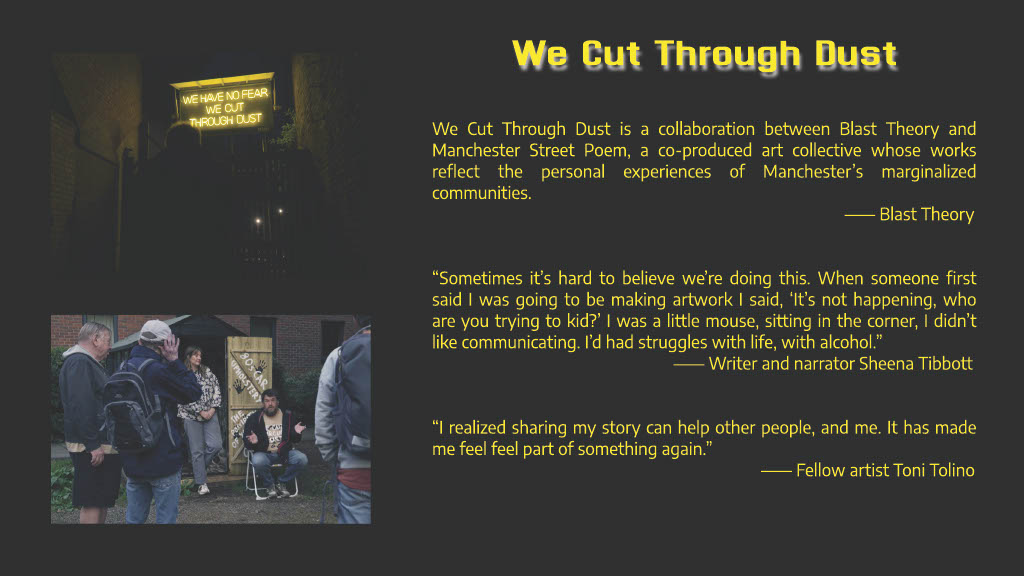 We Cut Through Dust
WE HAVE NO FEAR
WE CUT
THROUGH DUST
We Cut Through Dust is a collaboration between Blast Theory and
Manchester Street Poem, a co-produced art collective whose works
reflect the personal experiences of Manchester’s marginalized
communities.
—— Blast Theory
“Sometimes it’s hard to believe we’re doing this. When someone first
said I was going to be making artwork I said, ‘It’s not happening, who
are you trying to kid?’ I was a little mouse, sitting in the corner, I didn’t
like communicating. I’d had struggles with life, with alcohol.”
—— Writer and narrator Sheena Tibbott
“I realized sharing my story can help other people, and me. It has made
me feel feel part of something again.”
—— Fellow artist Toni Tolino